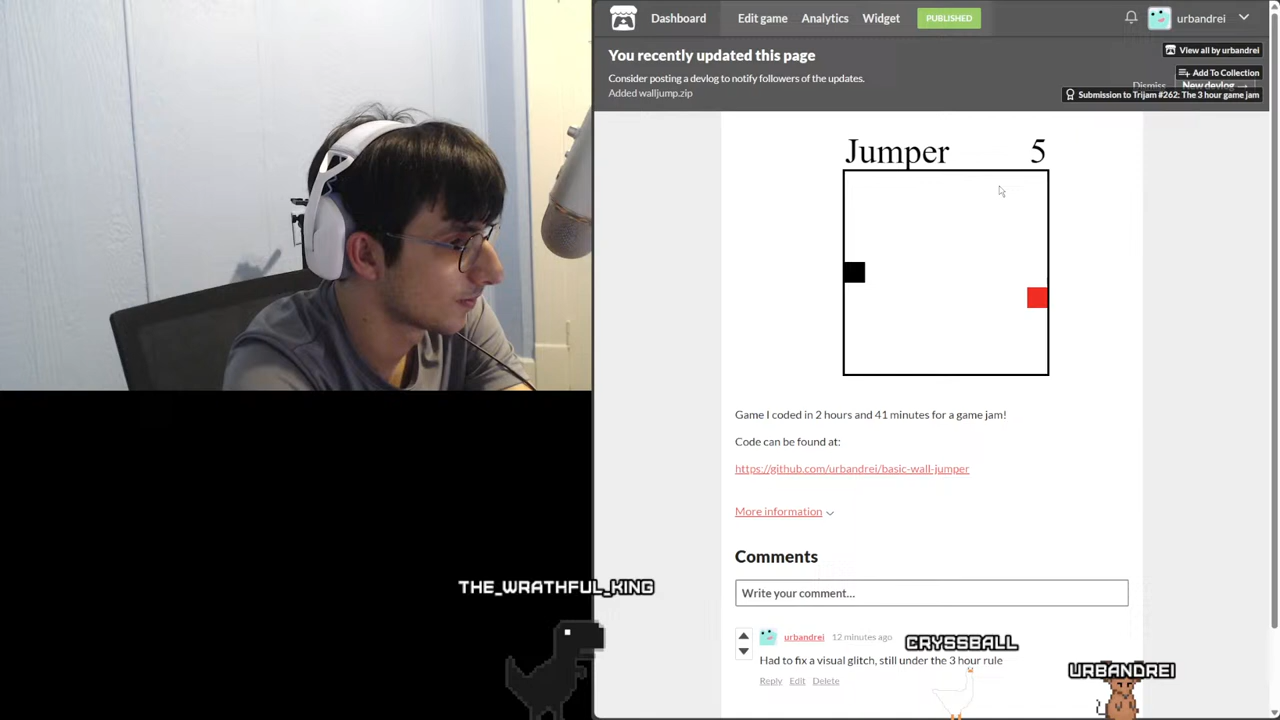 Dashboard Edit game Analytics Widget PUBLISHED urbandrei
You recently updated this page
View all by urbandrei
Consider posting a devlog to notify followers of the updates.
Add To Collection
Dismiss New devlog →
Added walljump.zip
Submission to Trijam #262: The 3 hour game jam
Jumper 5
Game I coded in 2 hours and 41 minutes for a game jam!
Code can be found at:
https://github.com/urbandrei/basic-wall-jumper
More information
Comments
Write your comment...
THE_WRATHFUL_KING
urbandrei 12 minutes ago
CRYSSBALL
Had to fix a visual glitch, still under the 3 hour rule
URBANDREI
Reply Edit Delete